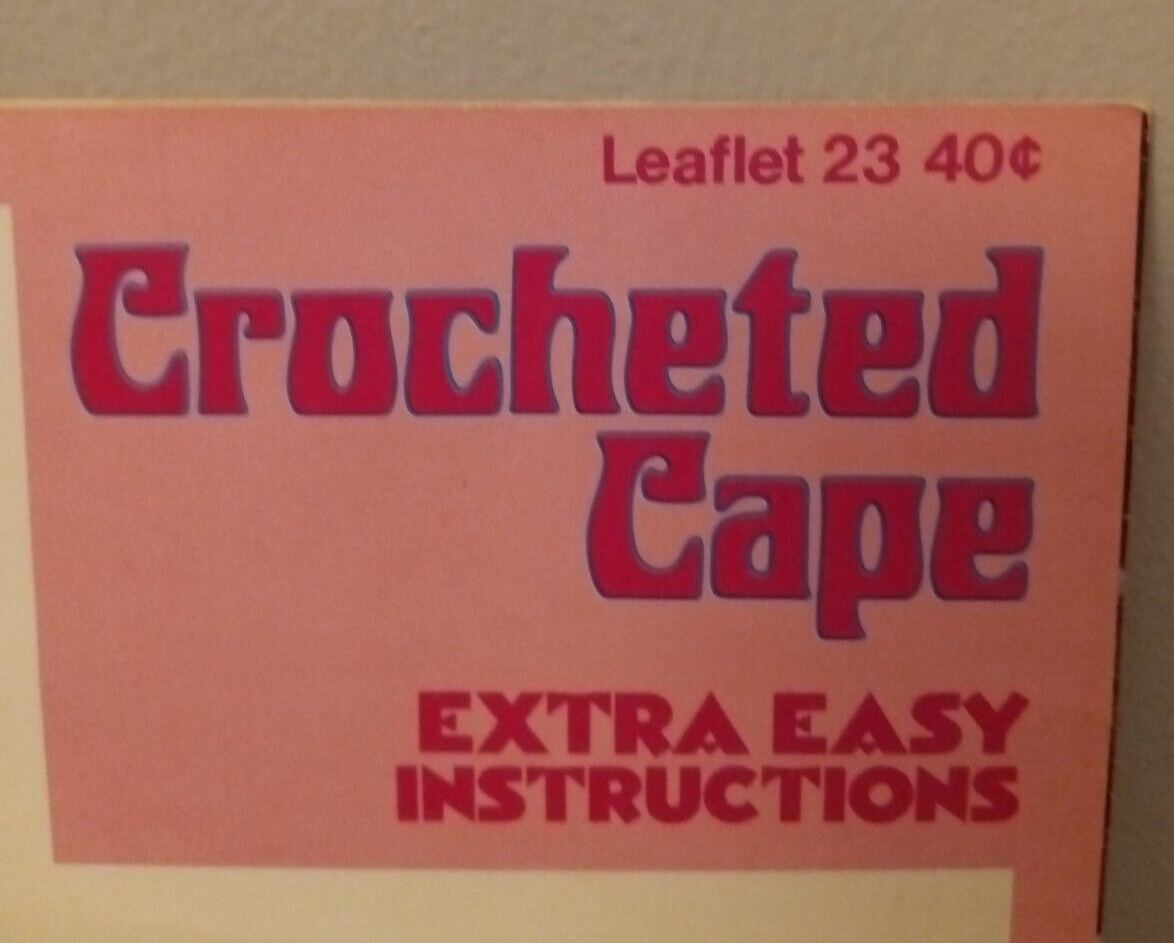 Leaflet 23 40¢
Crocheted
Cape
EXTRA EASY
INSTRUCTIONS